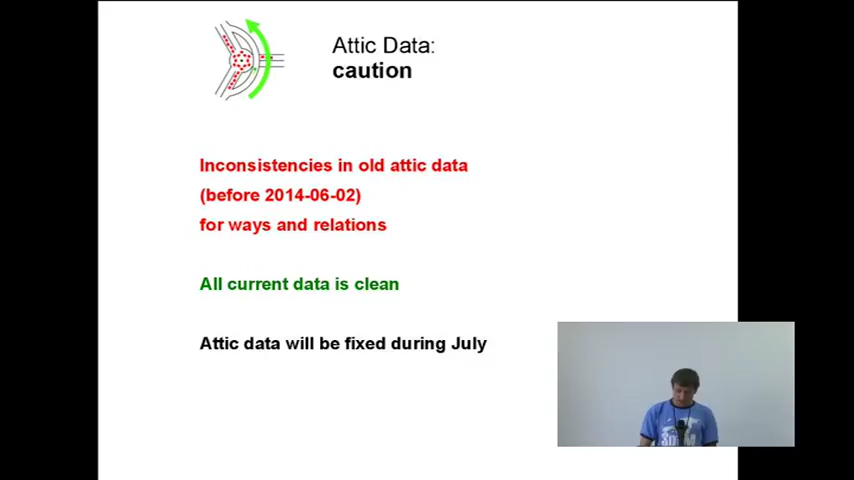 Attic Data:
caution
Inconsistencies in old attic data
(before 2014-06-02)
for ways and relations
All current data is clean
Attic data will be fixed during July